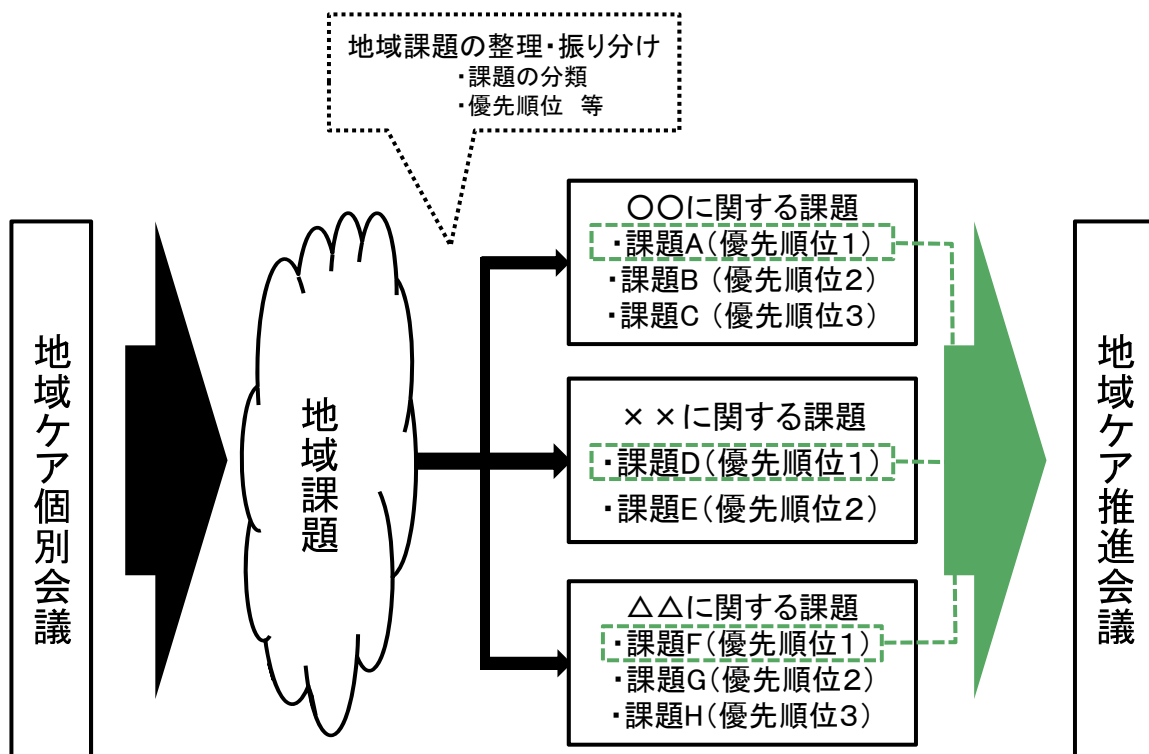 地域課題の整理・振り分け
・課題の分類
・優先順位　等
地域ケア個別会議
地域課題
〇〇に関する課題
・課題A(優先順位1)
・課題B (優先順位2)
・課題C (優先順位3)
××に関する課題
・課題D(優先順位1)
・課題E(優先順位2)
△△に関する課題
・課題F(優先順位1)
・課題G(優先順位2)
・課題H(優先順位3)
地域ケア推進会議